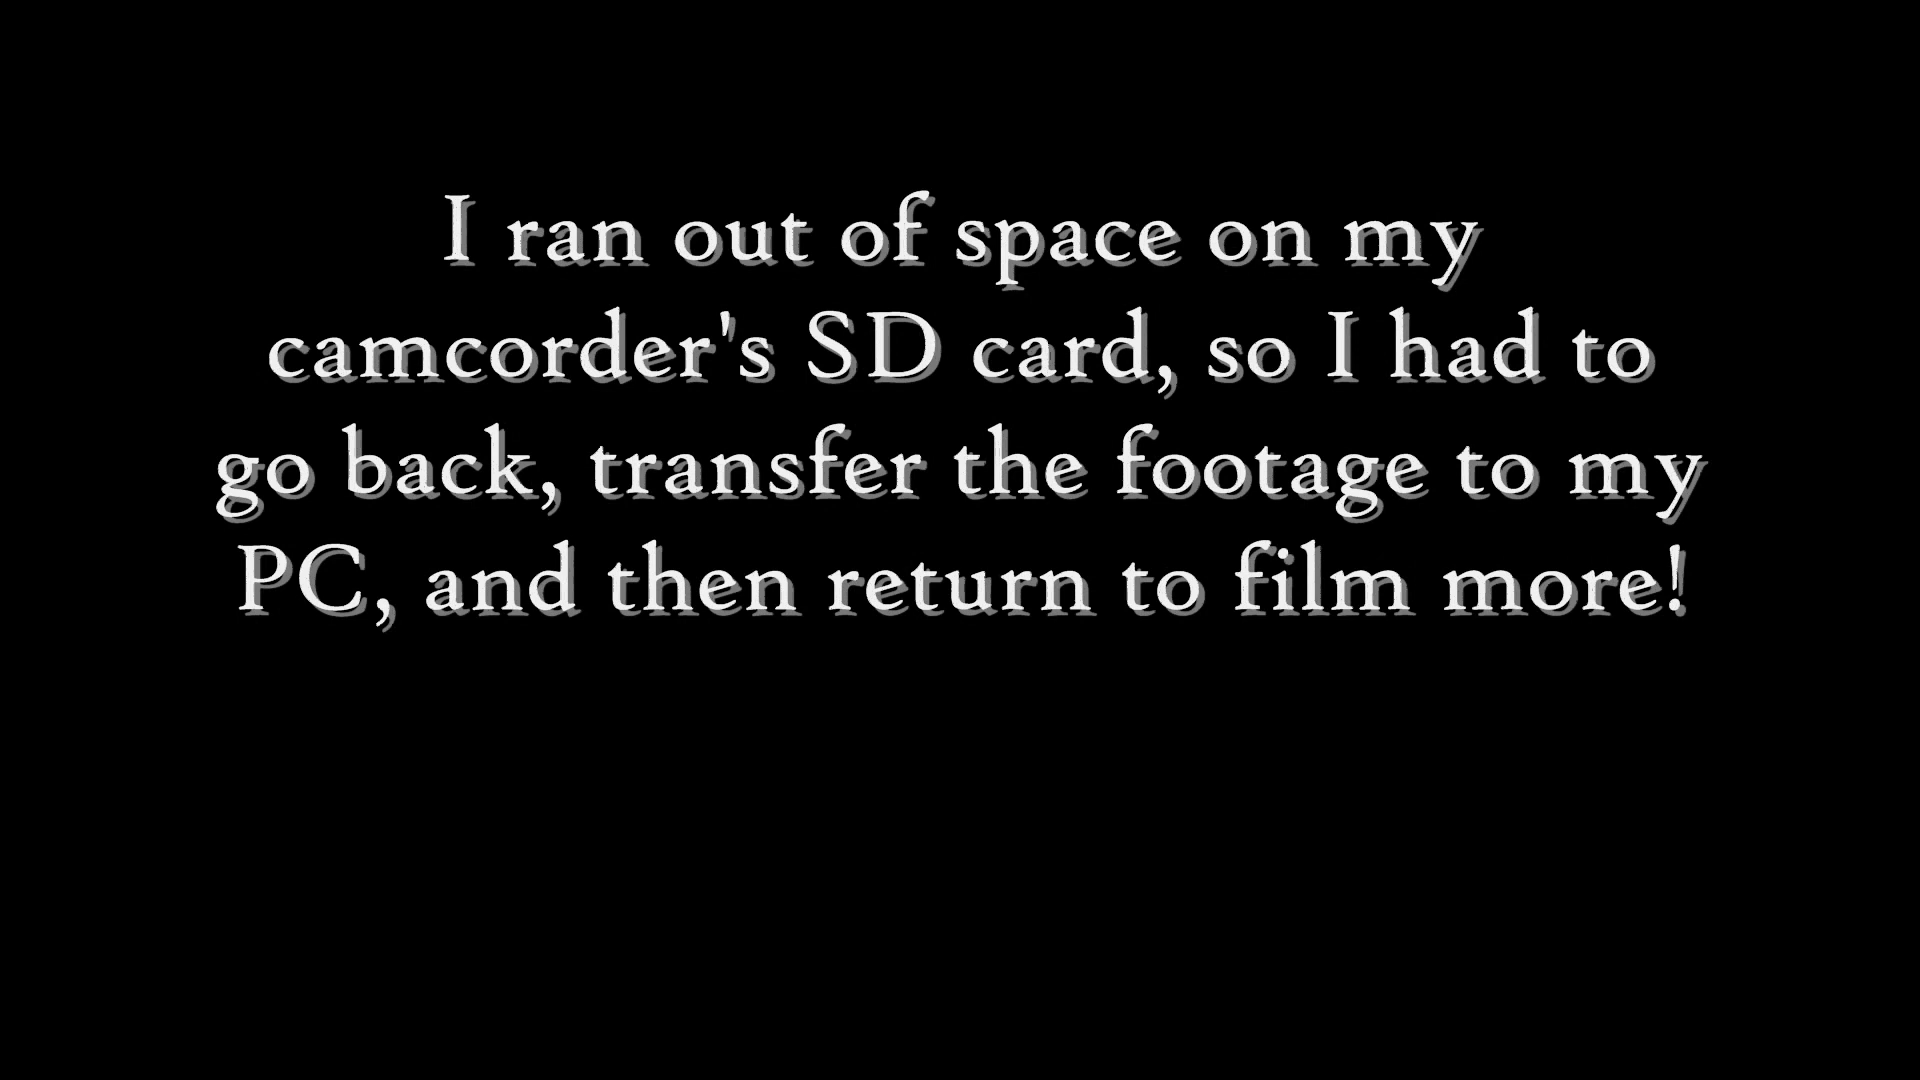 I ran out of space on my
camcorder's SD card, so I had to
go back, transfer the footage to my
PC, and then return to film more!